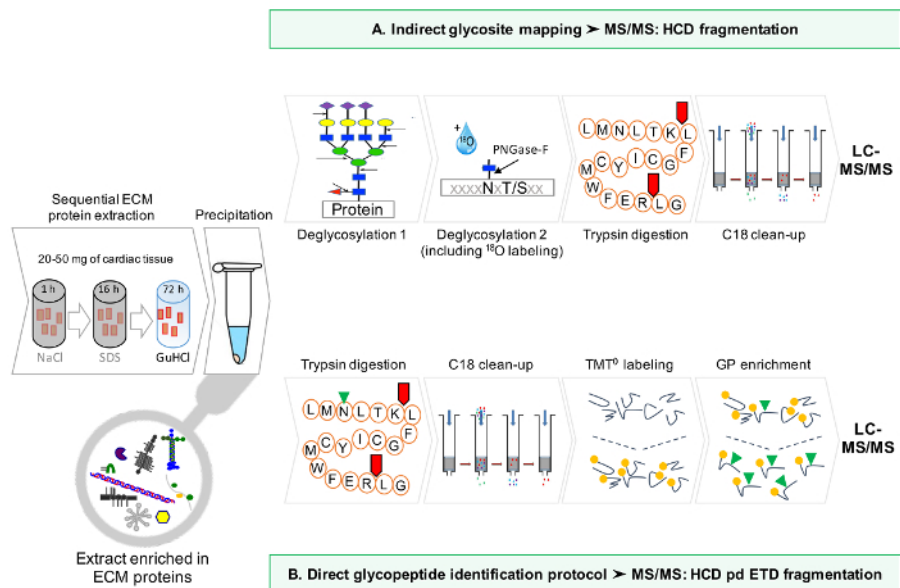 A. Indirect glycosite mapping ➤ MS/MS: HCD fragmentation
Sequential ECM
protein extraction
Precipitation
20-50 mg of cardiac tissue
1 h
16 h
72 h
NaCl
SDS
GuHCl
Extract enriched in
ECM proteins
Protein
Deglycosylation 1
+
18O
PNGase-F
xxxxNxT/Sxx
Deglycosylation 2
(including 18O labeling)
L M N L T K L
M C Y I C G F
W F E R L G
Trypsin digestion
C18 clean-up
LC-
MS/MS
Trypsin digestion
L M N L T K L
M C Y I C G F
W F E R L G
C18 clean-up
TMT⁰ labeling
GP enrichment
LC-
MS/MS
B. Direct glycopeptide identification protocol ➤ MS/MS: HCD pd ETD fragmentation